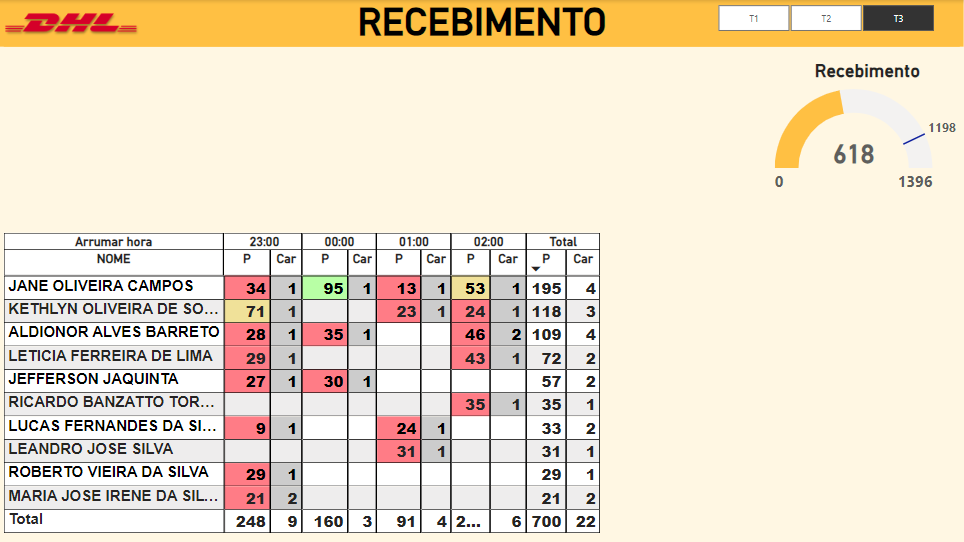 DHL RECEBIMENTO T1 T2 T3
Recebimento
1198
618
0 1396
Arrumar hora 23:00 00:00 01:00 02:00 Total
NOME P Car P Car P Car P Car P Car
JANE OLIVEIRA CAMPOS 34 1 95 1 13 1 53 1 195 4
KETHLYN OLIVEIRA DE SO... 71 1 23 1 24 1 118 3
ALDIONOR ALVES BARRETO 28 1 35 1 46 2 109 4
LETICIA FERREIRA DE LIMA 29 1 43 1 72 2
JEFFERSON JAQUINTA 27 1 30 1 57 2
RICARDO BANZATTO TOR... 35 1 35 1
LUCAS FERNANDES DA SI... 9 1 24 1 33 2
LEANDRO JOSE SILVA 31 1 31 1
ROBERTO VIEIRA DA SILVA 29 1 29 1
MARIA JOSE IRENE DA SIL... 21 2 21 2
Total 248 9 160 3 91 4 2... 6 700 22